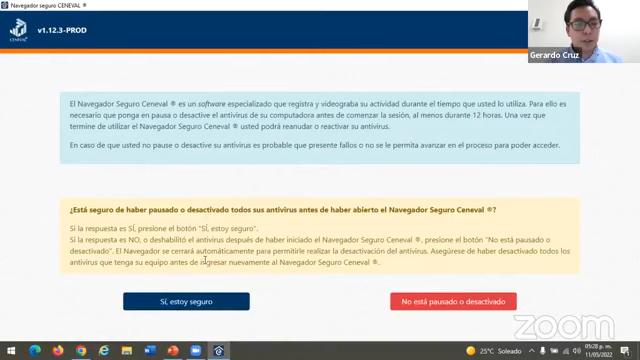 Navegador seguro CENEVAL ®
CENEVAL®
v1.12.3-PROD
Gerardo Cruz
El Navegador Seguro Ceneval ® es un software especializado que registra y videograba su actividad durante el tiempo que usted lo utiliza. Para ello es
necesario que ponga en pausa o desactive el antivirus de su computadora antes de comenzar la sesión, al menos durante 12 horas. Una vez que
termine de utilizar el Navegador Seguro Ceneval ® usted podrá reanudar o reactivar su antivirus.
En caso de que usted no pause o desactive su antivirus es probable que presente fallos o no se le permita avanzar en el proceso para poder acceder.
¿Está seguro de haber pausado o desactivado todos sus antivirus antes de haber abierto el Navegador Seguro Ceneval ®?
Si la respuesta es SÍ, presione el botón "Sí, estoy seguro".
Si la respuesta es NO, o deshabilitó el antivirus después de haber iniciado el Navegador Seguro Ceneval ®, presione el botón "No está pausado o
desactivado". El Navegador se cerrará automáticamente para permitirle realizar la desactivación del antivirus. Asegúrese de haber desactivado todos los
antivirus que tenga su equipo antes de ingresar nuevamente al Navegador Seguro Ceneval ®.
Sí, estoy seguro
No está pausado o desactivado
zoom
25°C Soleado
05:28 p. m.
11/05/2022